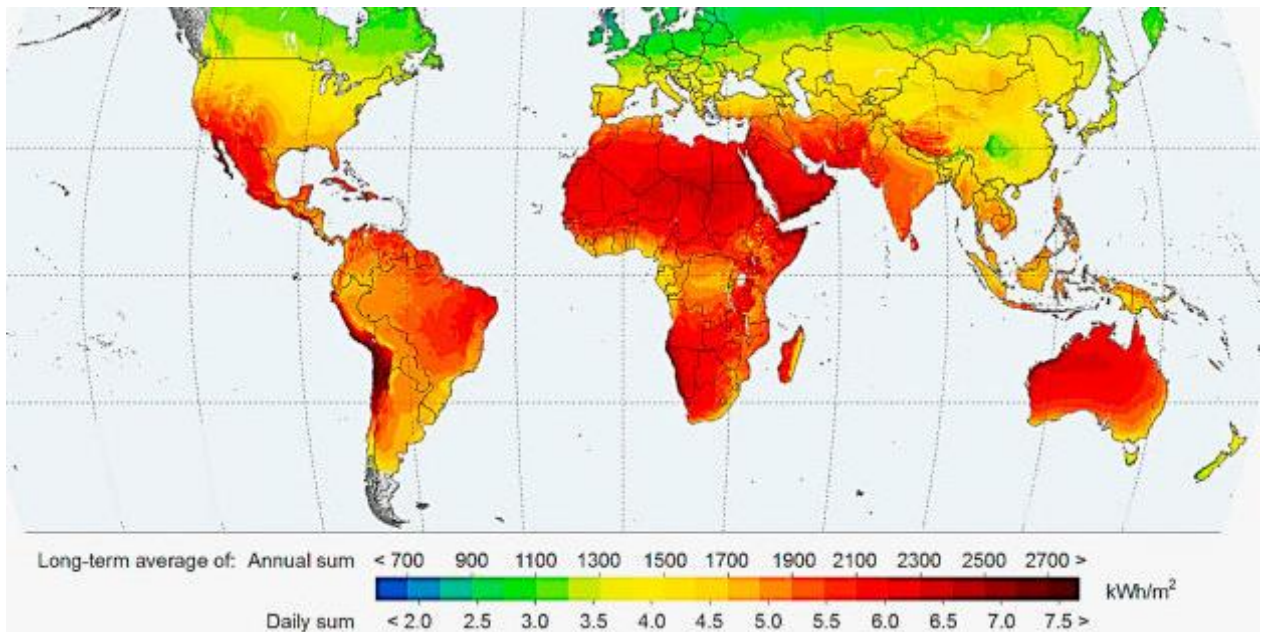 Long-term average of: Annual sum < 700 900 1100 1300 1500 1700 1900 2100 2300 2500 2700 >
kWh/m²
Daily sum < 2.0 2.5 3.0 3.5 4.0 4.5 5.0 5.5 6.0 6.5 7.0 7.5 >